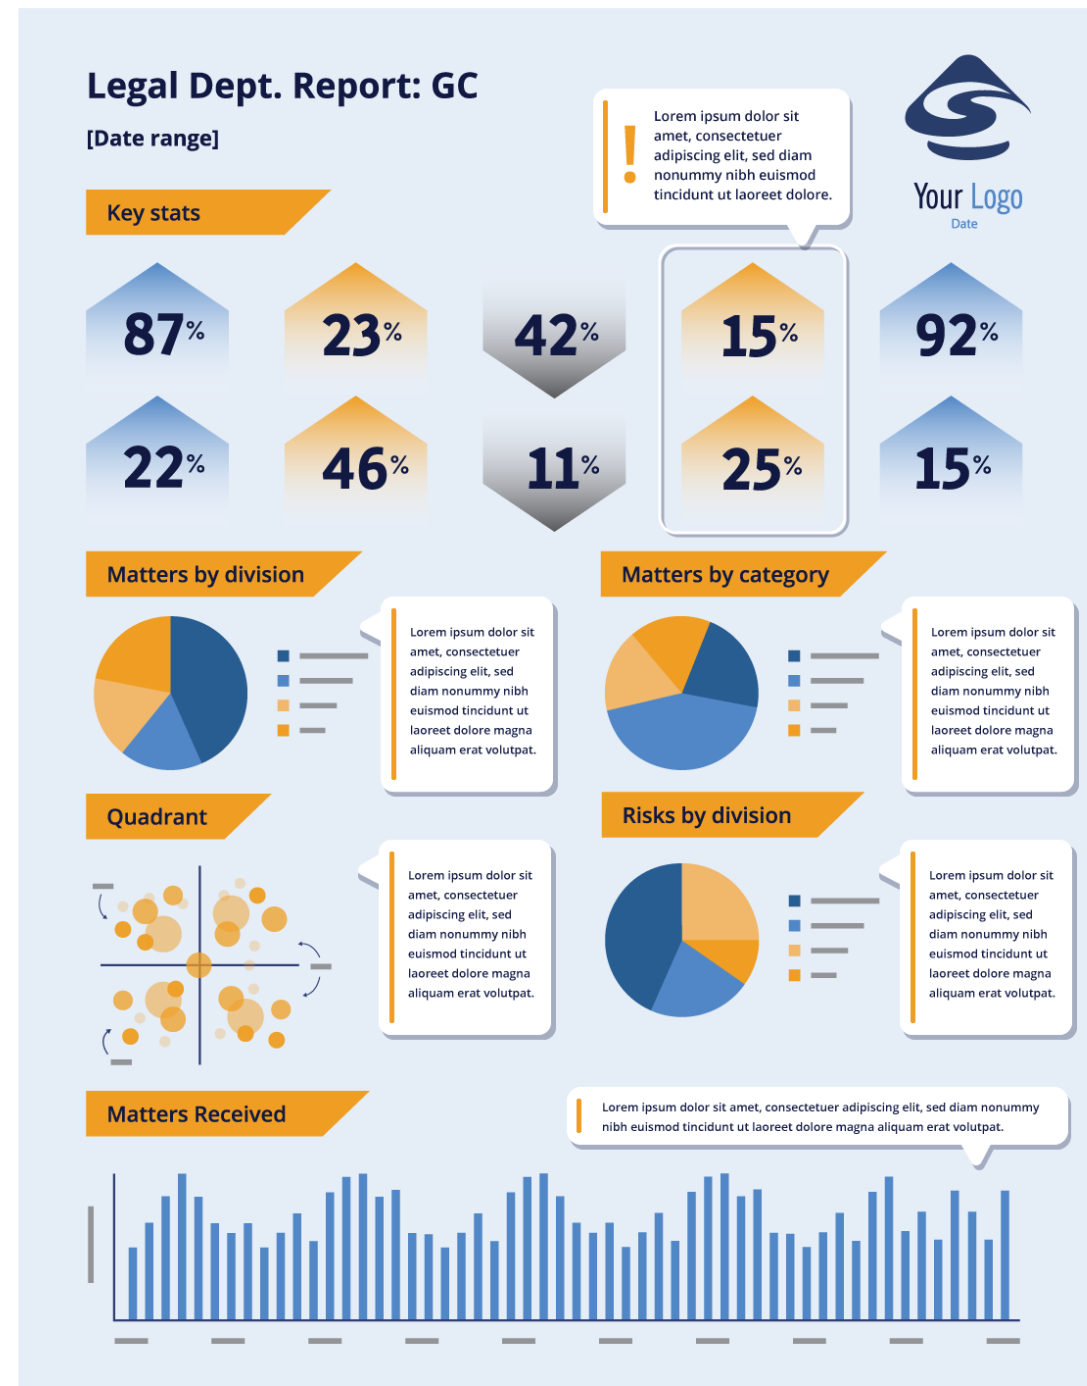 Legal Dept. Report: GC
[Date range]
Lorem ipsum dolor sit
amet, consectetuer
adipiscing elit, sed diam
nonummy nibh euismod
tincidunt ut laoreet dolore.
!
Your Logo
Date
Key stats
87%
23%
42%
15%
92%
22%
46%
11%
25%
15%
Matters by division
Lorem ipsum dolor sit
amet, consectetuer
adipiscing elit, sed
diam nonummy nibh
euismod tincidunt ut
laoreet dolore magna
aliquam erat volutpat.
Matters by category
Lorem ipsum dolor sit
amet, consectetuer
adipiscing elit, sed
diam nonummy nibh
euismod tincidunt ut
laoreet dolore magna
aliquam erat volutpat.
Quadrant
Lorem ipsum dolor sit
amet, consectetuer
adipiscing elit, sed
diam nonummy nibh
euismod tincidunt ut
laoreet dolore magna
aliquam erat volutpat.
Risks by division
Lorem ipsum dolor sit
amet, consectetuer
adipiscing elit, sed
diam nonummy nibh
euismod tincidunt ut
laoreet dolore magna
aliquam erat volutpat.
Matters Received
Lorem ipsum dolor sit amet, consectetuer adipiscing elit, sed diam nonummy
nibh euismod tincidunt ut laoreet dolore magna aliquam erat volutpat.